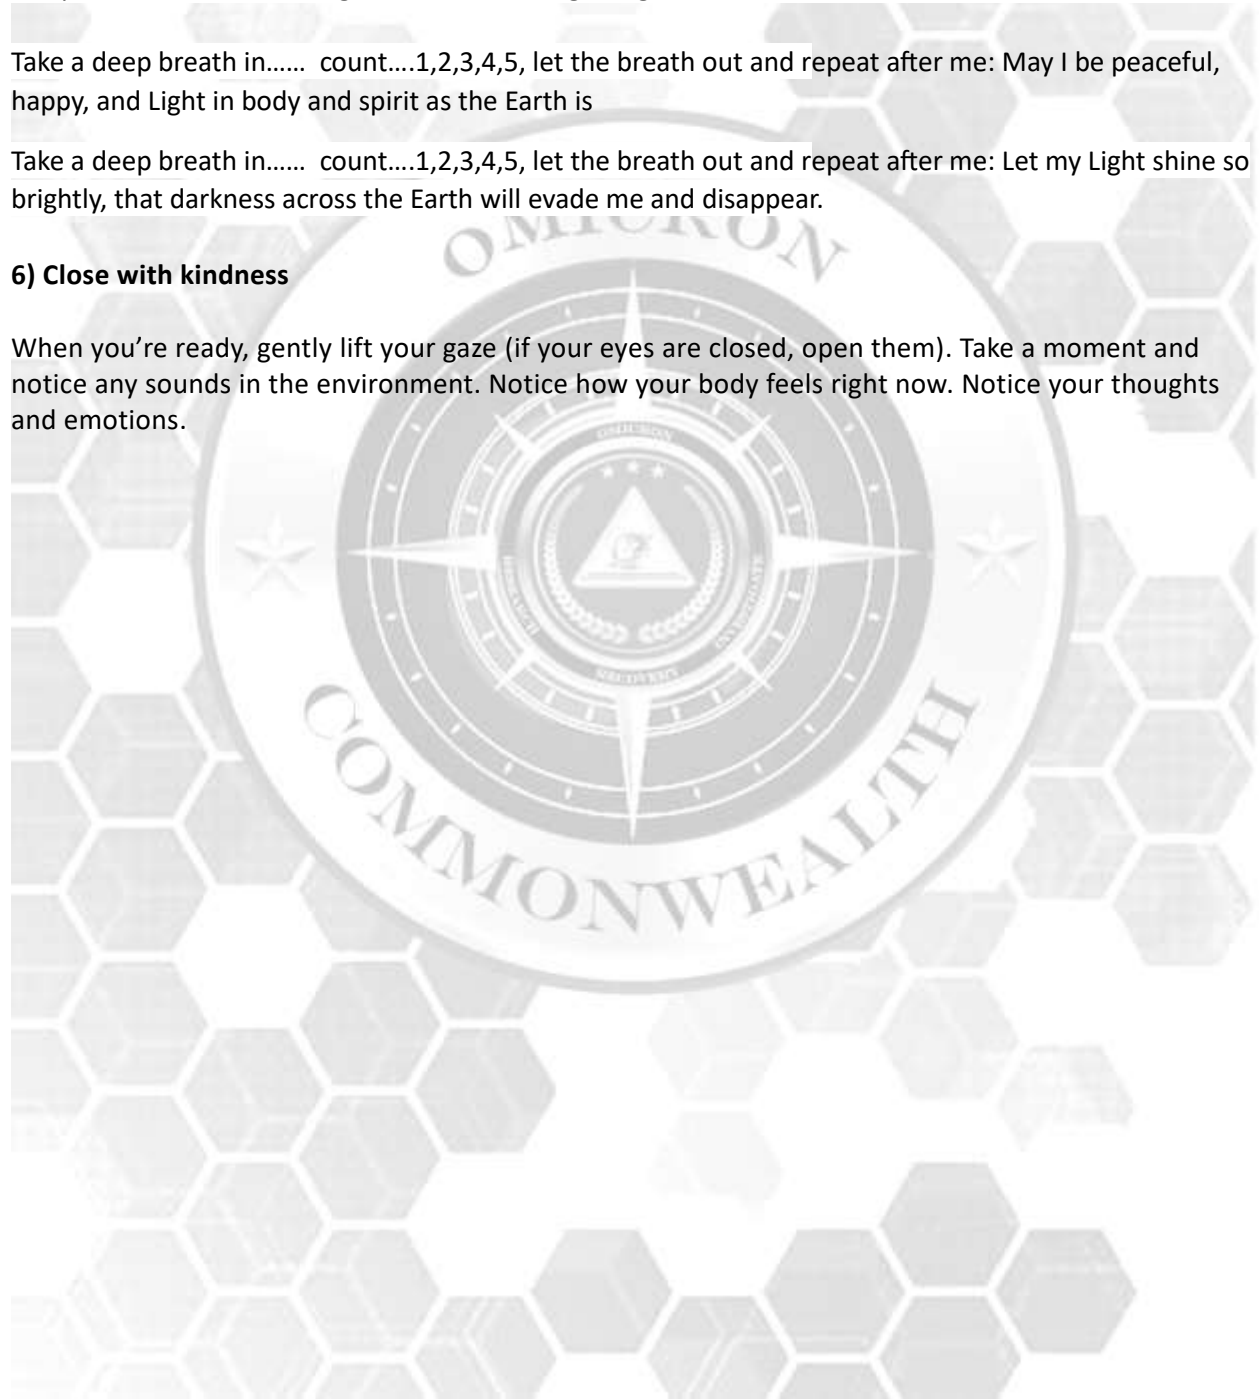 Take a deep breath in...... count....1,2,3,4,5, let the breath out and repeat after me: May I be peaceful,
happy, and Light in body and spirit as the Earth is
Take a deep breath in...... count....1,2,3,4,5, let the breath out and repeat after me: Let my Light shine so
brightly, that darkness across the Earth will evade me and disappear.
OMICRON
6) Close with kindness
When you’re ready, gently lift your gaze (if your eyes are closed, open them). Take a moment and
notice any sounds in the environment. Notice how your body feels right now. Notice your thoughts
and emotions.
OMICRON
COMMONWEALTH